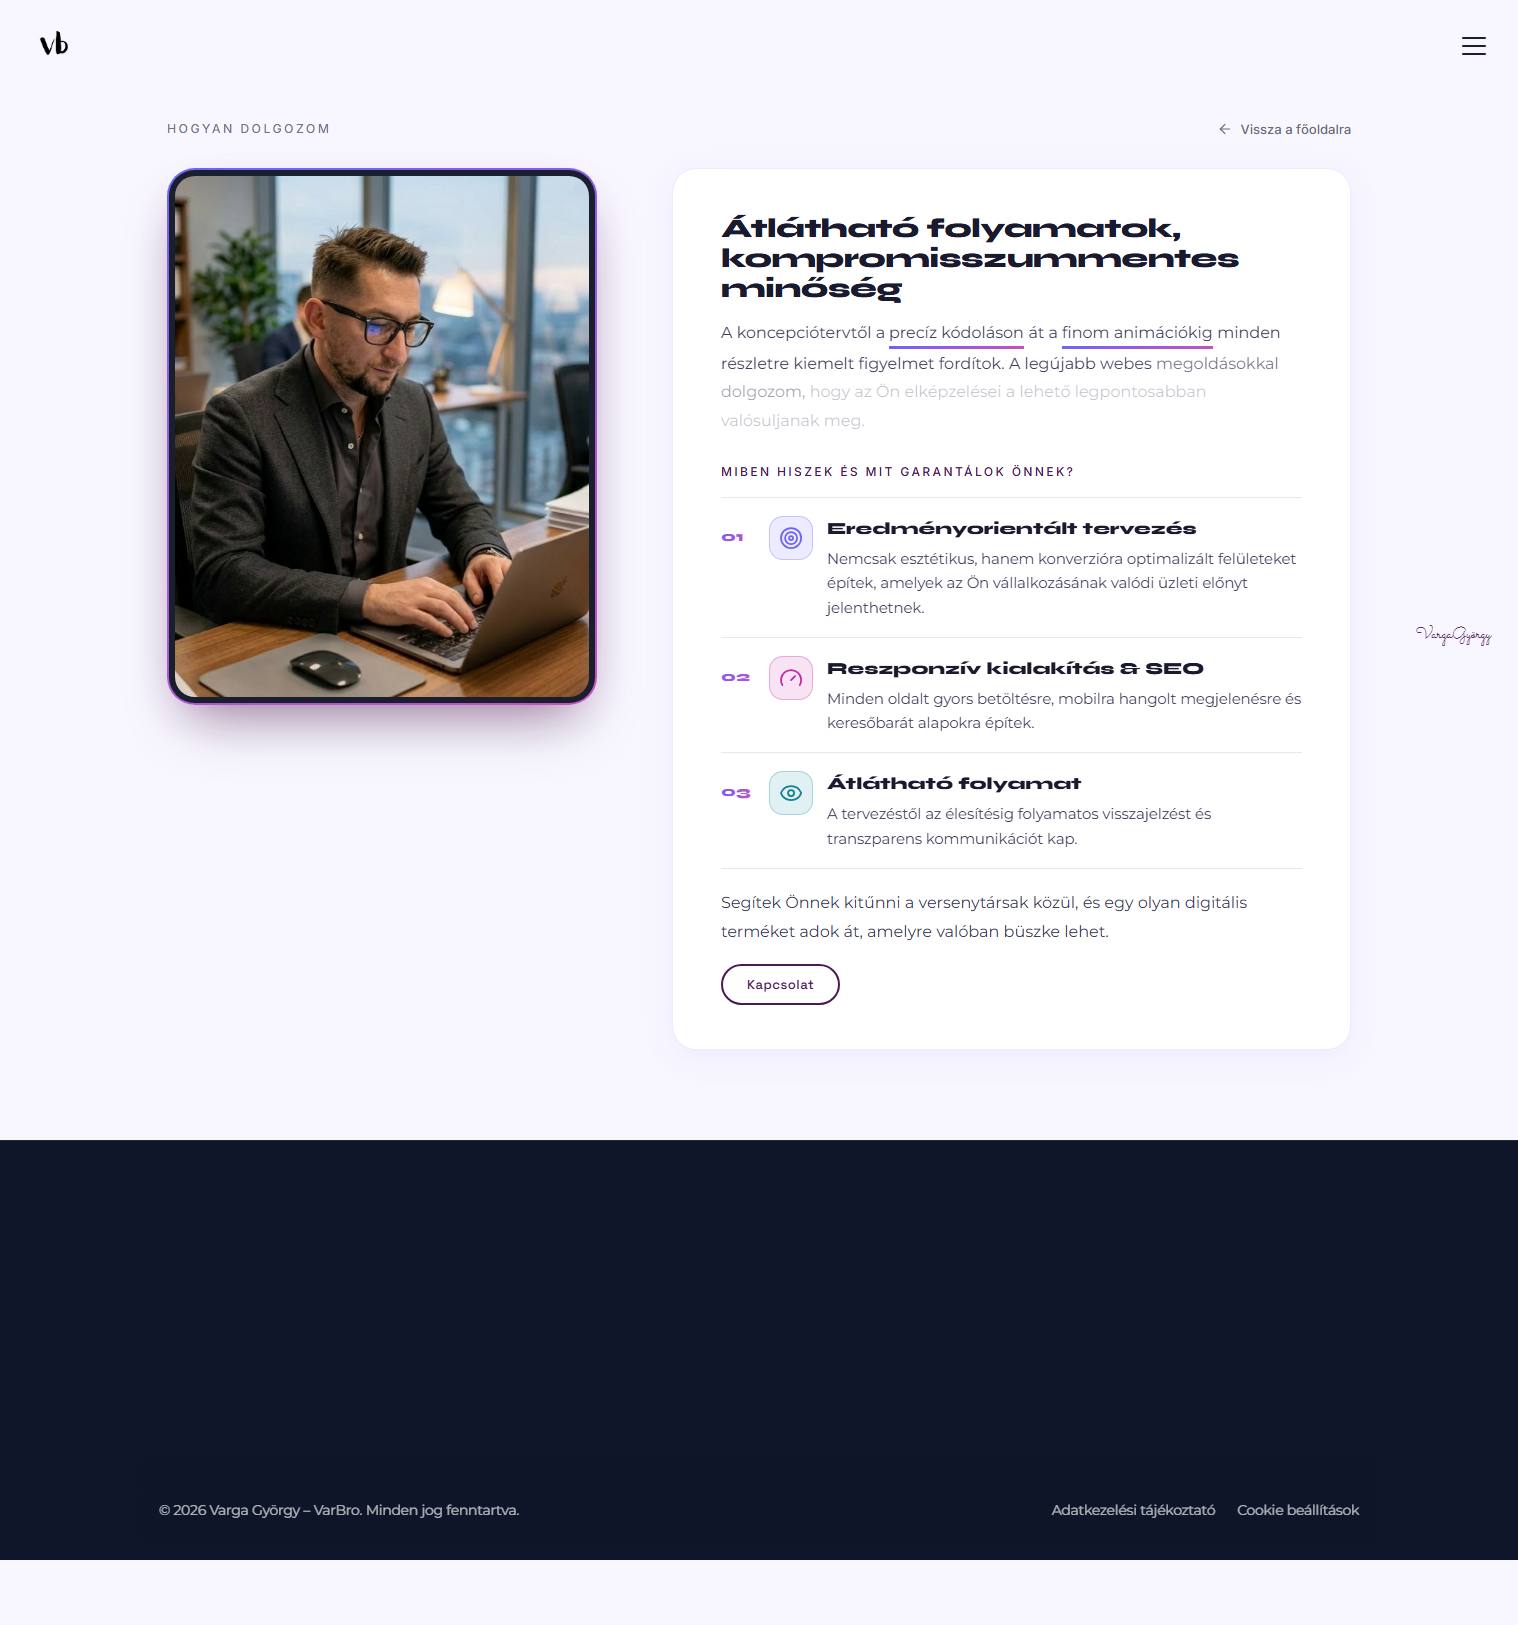 vb
HOGYAN DOLGOZOM
Vissza a főoldalra
Átlátható folyamatok,
kompromisszummentes
minőség
A koncepciótervtől a precíz kódoláson át a finom animációkig minden
részletre kiemelt figyelmet fordítok. A legújabb webes megoldásokkal
dolgozom, hogy az Ön elképzelései a lehető legpontosabban
valósuljanak meg.
MIBEN HISZEK ÉS MIT GARANTÁLOK ÖNNEK?
01
Eredményorientált tervezés
Nemcsak esztétikus, hanem konverzióra optimalizált felületeket
építek, amelyek az Ön vállalkozásának valódi üzleti előnyt
jelenthetnek.
VargaGyörgy
02
Reszponzív kialakítás & SEO
Minden oldalt gyors betöltésre, mobilra hangolt megjelenésre és
keresőbarát alapokra építek.
03
Átlátható folyamat
A tervezéstől az élesítésig folyamatos visszajelzést és
transzparens kommunikációt kap.
Segítek Önnek kitűnni a versenytársak közül, és egy olyan digitális
terméket adok át, amelyre valóban büszke lehet.
Kapcsolat
© 2026 Varga György – VarBro. Minden jog fenntartva.
Adatkezelési tájékoztató
Cookie beállítások